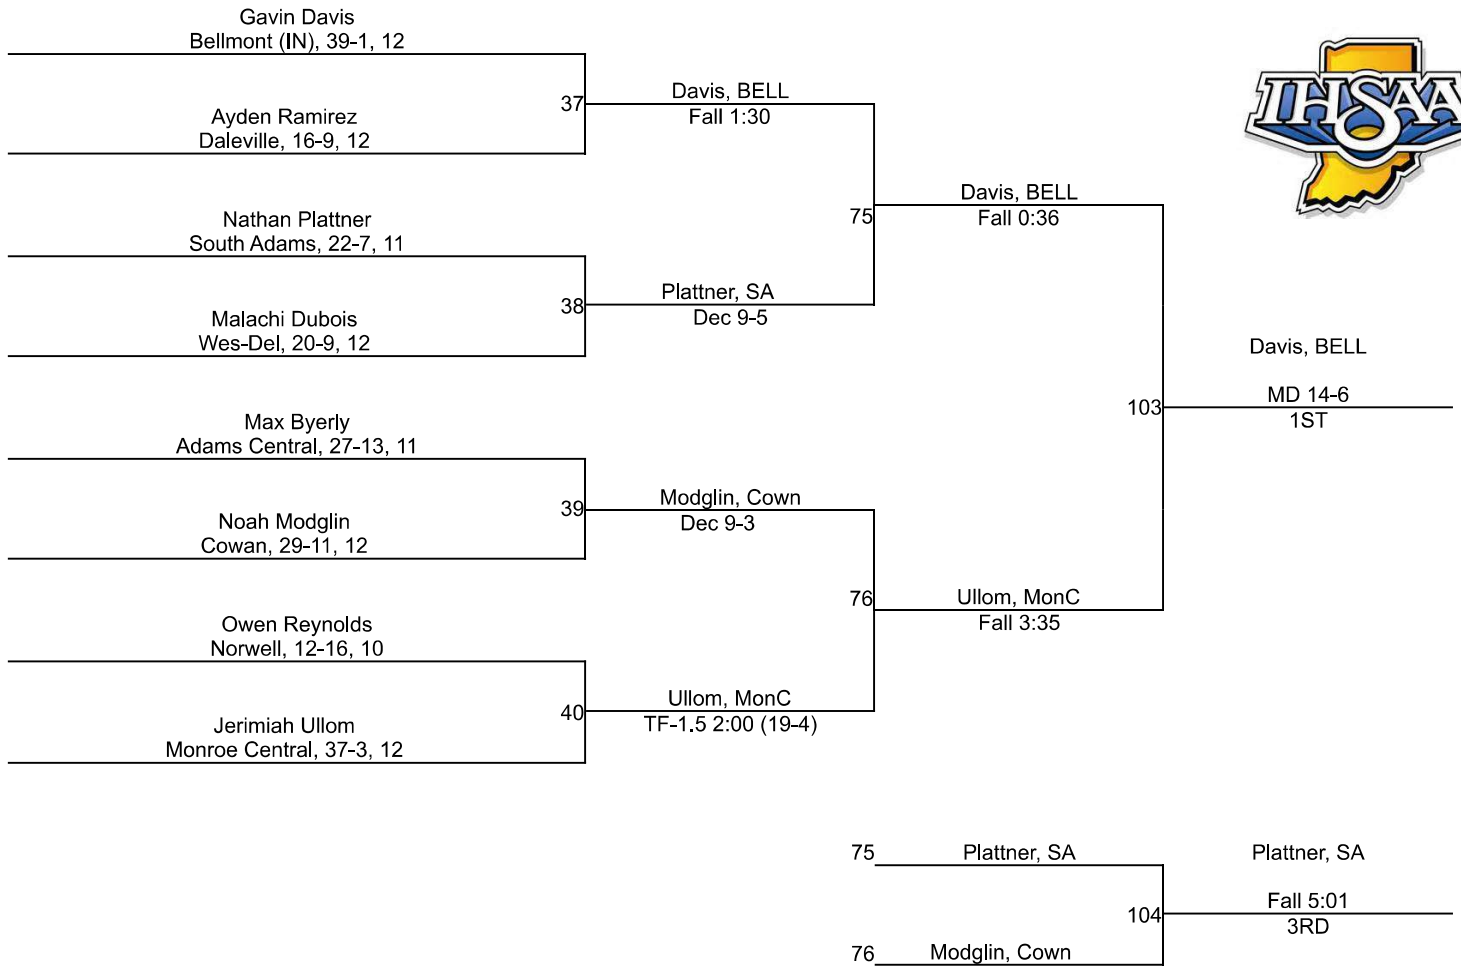 Gavin Davis
Bellmont (IN), 39-1, 12
37
Ayden Ramirez
Daleville, 16-9, 12
Davis, BELL
Fall 1:30
Nathan Plattner
South Adams, 22-7, 11
38
Malachi Dubois
Wes-Del, 20-9, 12
Plattner, SA
Dec 9-5
75
Davis, BELL
Fall 0:36
IHSAA
Max Byerly
Adams Central, 27-13, 11
39
Noah Modglin
Cowan, 29-11, 12
Modglin, Cown
Dec 9-3
Owen Reynolds
Norwell, 12-16, 10
40
Jerimiah Ullom
Monroe Central, 37-3, 12
Ullom, MonC
TF-1.5 2:00 (19-4)
76
Ullom, MonC
Fall 3:35
103
Davis, BELL
MD 14-6
1ST
75
Plattner, SA
104
76
Modglin, Cown
Plattner, SA
Fall 5:01
3RD